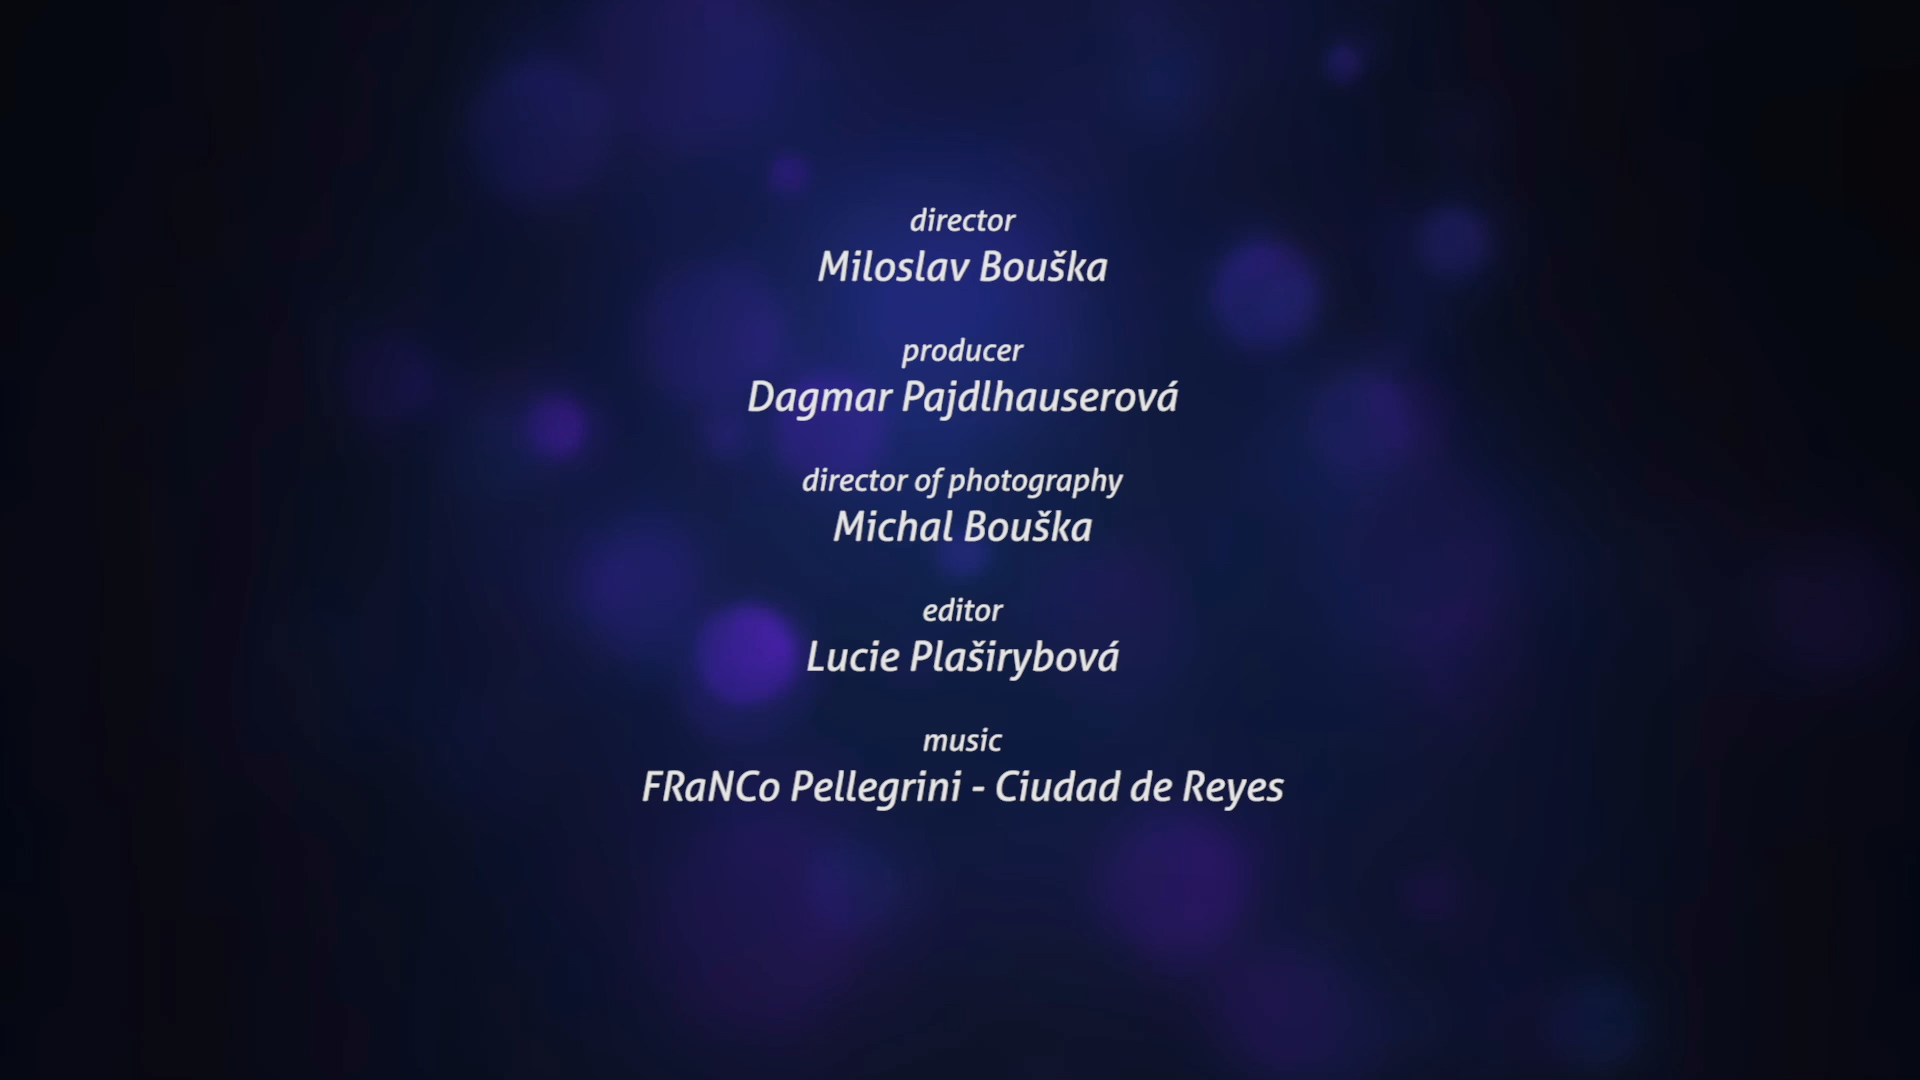 director
Miloslav Bouška
producer
Dagmar Pajdlhauserová
director of photography
Michal Bouška
editor
Lucie Plaširybová
music
FRaNCo Pellegrini - Ciudad de Reyes